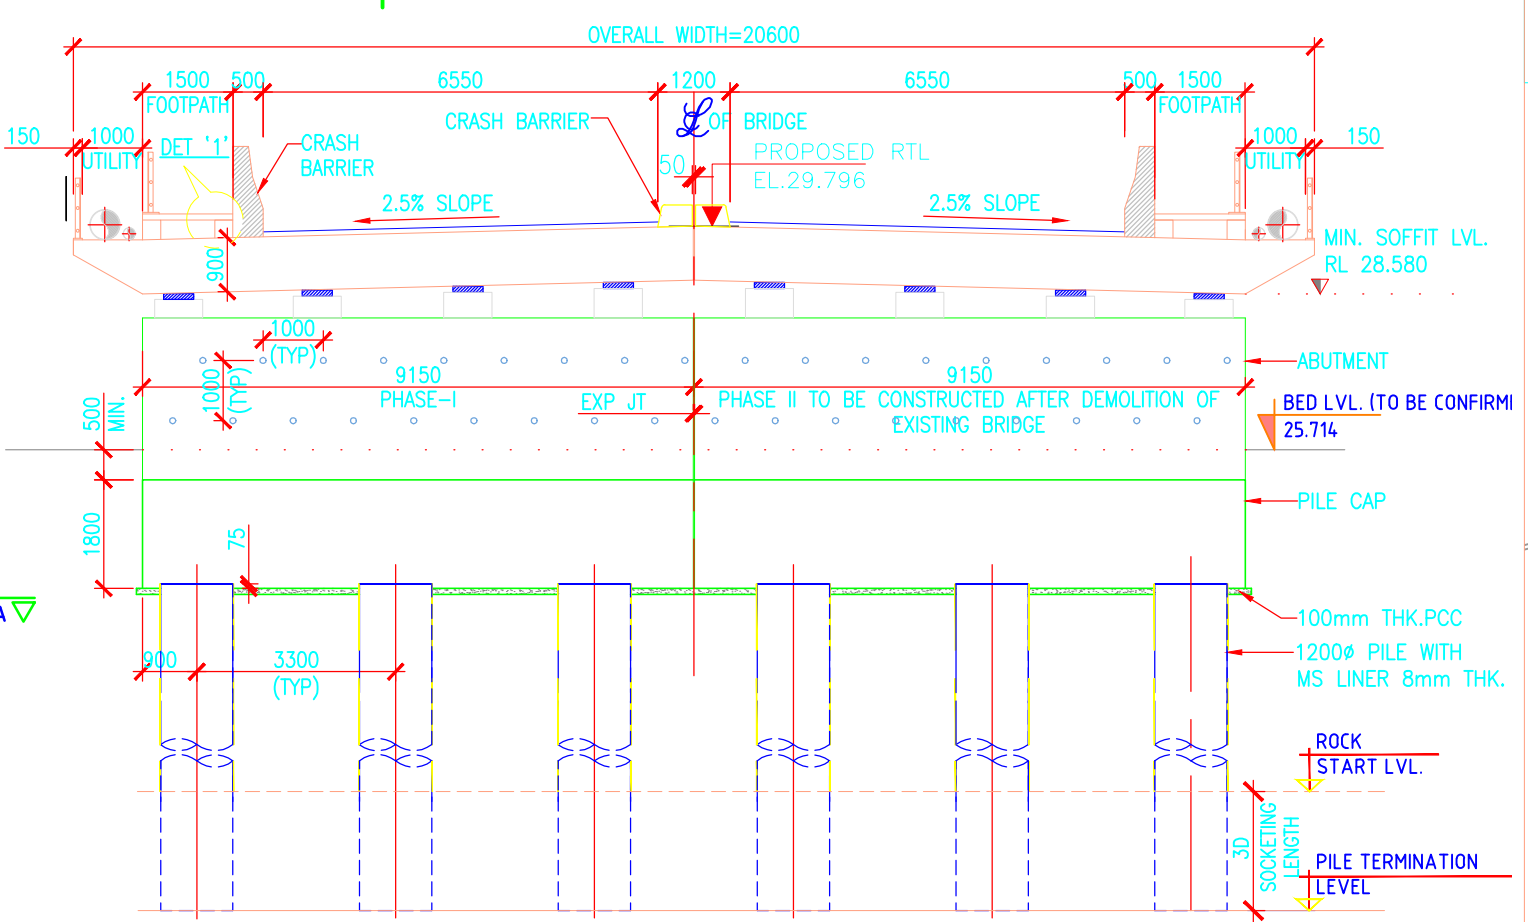 OVERALL WIDTH=20600
1500 500 6550 1200 6550 500 1500
FOOTPATH
FOOTPATH
CRASH BARRIER
OF BRIDGE
150 1000
UTILITY
DET '1'
CRASH
BARRIER
50
PROPOSED RTL
EL.29.796
1000 150
UTILITY
2.5% SLOPE
2.5% SLOPE
900
MIN. SOFFIT LVL.
RL 28.580
1000
(TYP)
ABUTMENT
1000
(TYP)
9150
PHASE-I
9150
PHASE II TO BE CONSTRUCTED AFTER DEMOLITION OF
EXISTING BRIDGE
EXP JT
500
MIN.
BED LVL. (TO BE CONFIRMI
25.714
PILE CAP
1800
75
A
100mm THK.PCC
1200ø PILE WITH
MS LINER 8mm THK.
900
3300
(TYP)
ROCK
START LVL.
3D
SOCKETING
LENGTH
PILE TERMINATION
LEVEL